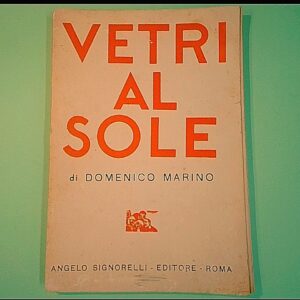 VETRI
AL
SOLE
di DOMENICO MARINO
ANGELO SIGNORELLI - EDITORE - ROMA